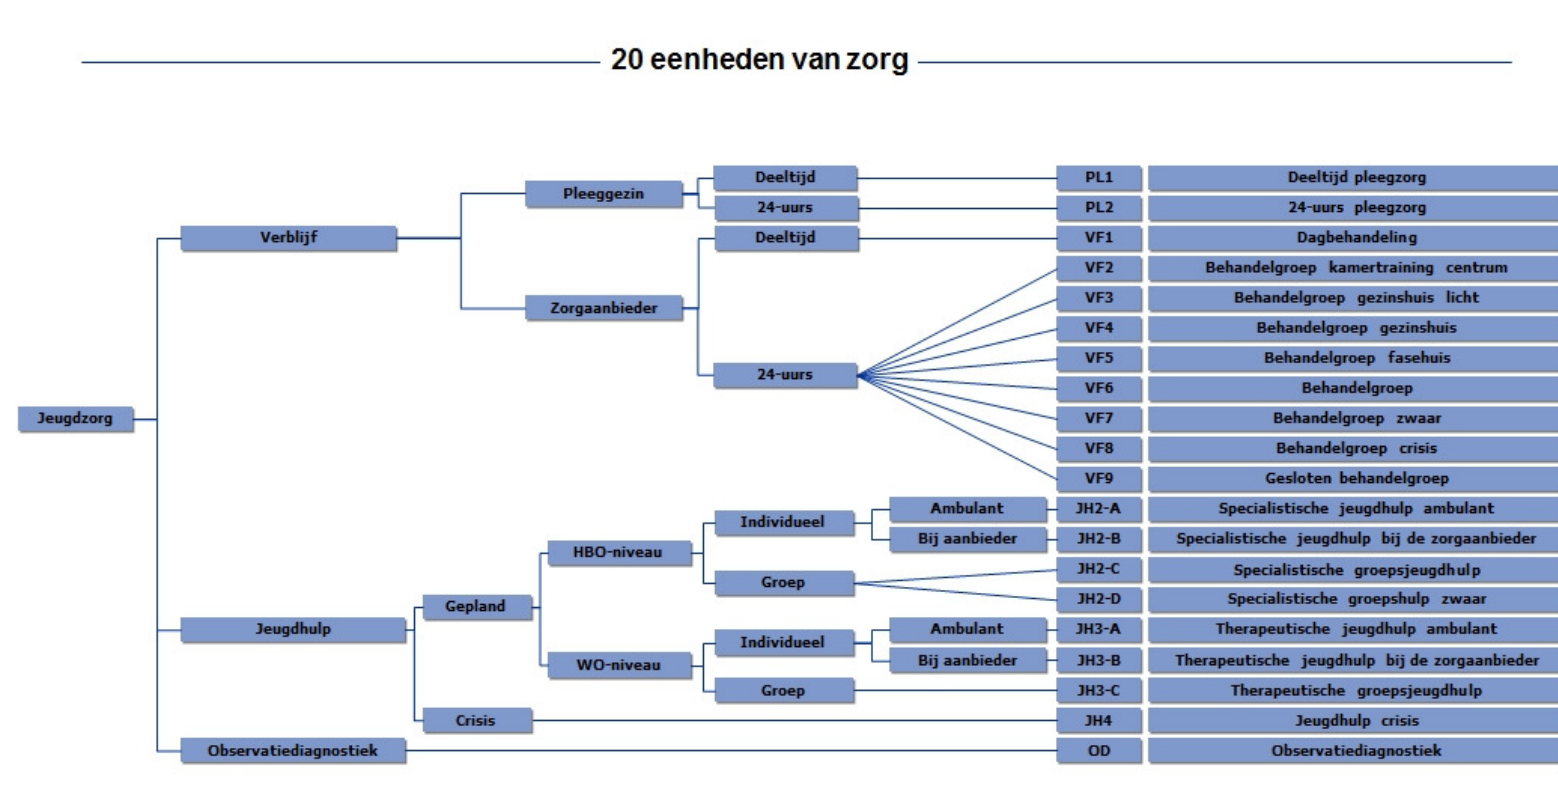 20 eenheden van zorg
Deeltijd PL1 Deeltijd pleegzorg
Pleeggezin
24-uurs PL2 24-uurs pleegzorg
Verblijf Deeltijd VF1 Dagbehandeling
VF2 Behandelgroep kamertraining centrum
VF3 Behandelgroep gezinshuis licht
Zorgaanbieder
VF4 Behandelgroep gezinshuis
VF5 Behandelgroep fasehuis
24-uurs
VF6 Behandelgroep
Jeugdzorg VF7 Behandelgroep zwaar
VF8 Behandelgroep crisis
VF9 Gesloten behandelgroep
Ambulant JH2-A Specialistische jeugdhulp ambulant
Individueel
Bij aanbieder JH2-B Specialistische jeugdhulp bij de zorgaanbieder
HBO-niveau
JH2-C Specialistische groepsjeugdhulp
Groep
JH2-D Specialistische groepshulp zwaar
Gepland
Jeugdhulp Ambulant JH3-A Therapeutische jeugdhulp ambulant
Individueel
Bij aanbieder JH3-B Therapeutische jeugdhulp bij de zorgaanbieder
WO-niveau
Groep JH3-C Therapeutische groepsjeugdhulp
Crisis JH4 Jeugdhulp crisis
Observatiediagnostiek OD Observatiediagnostiek